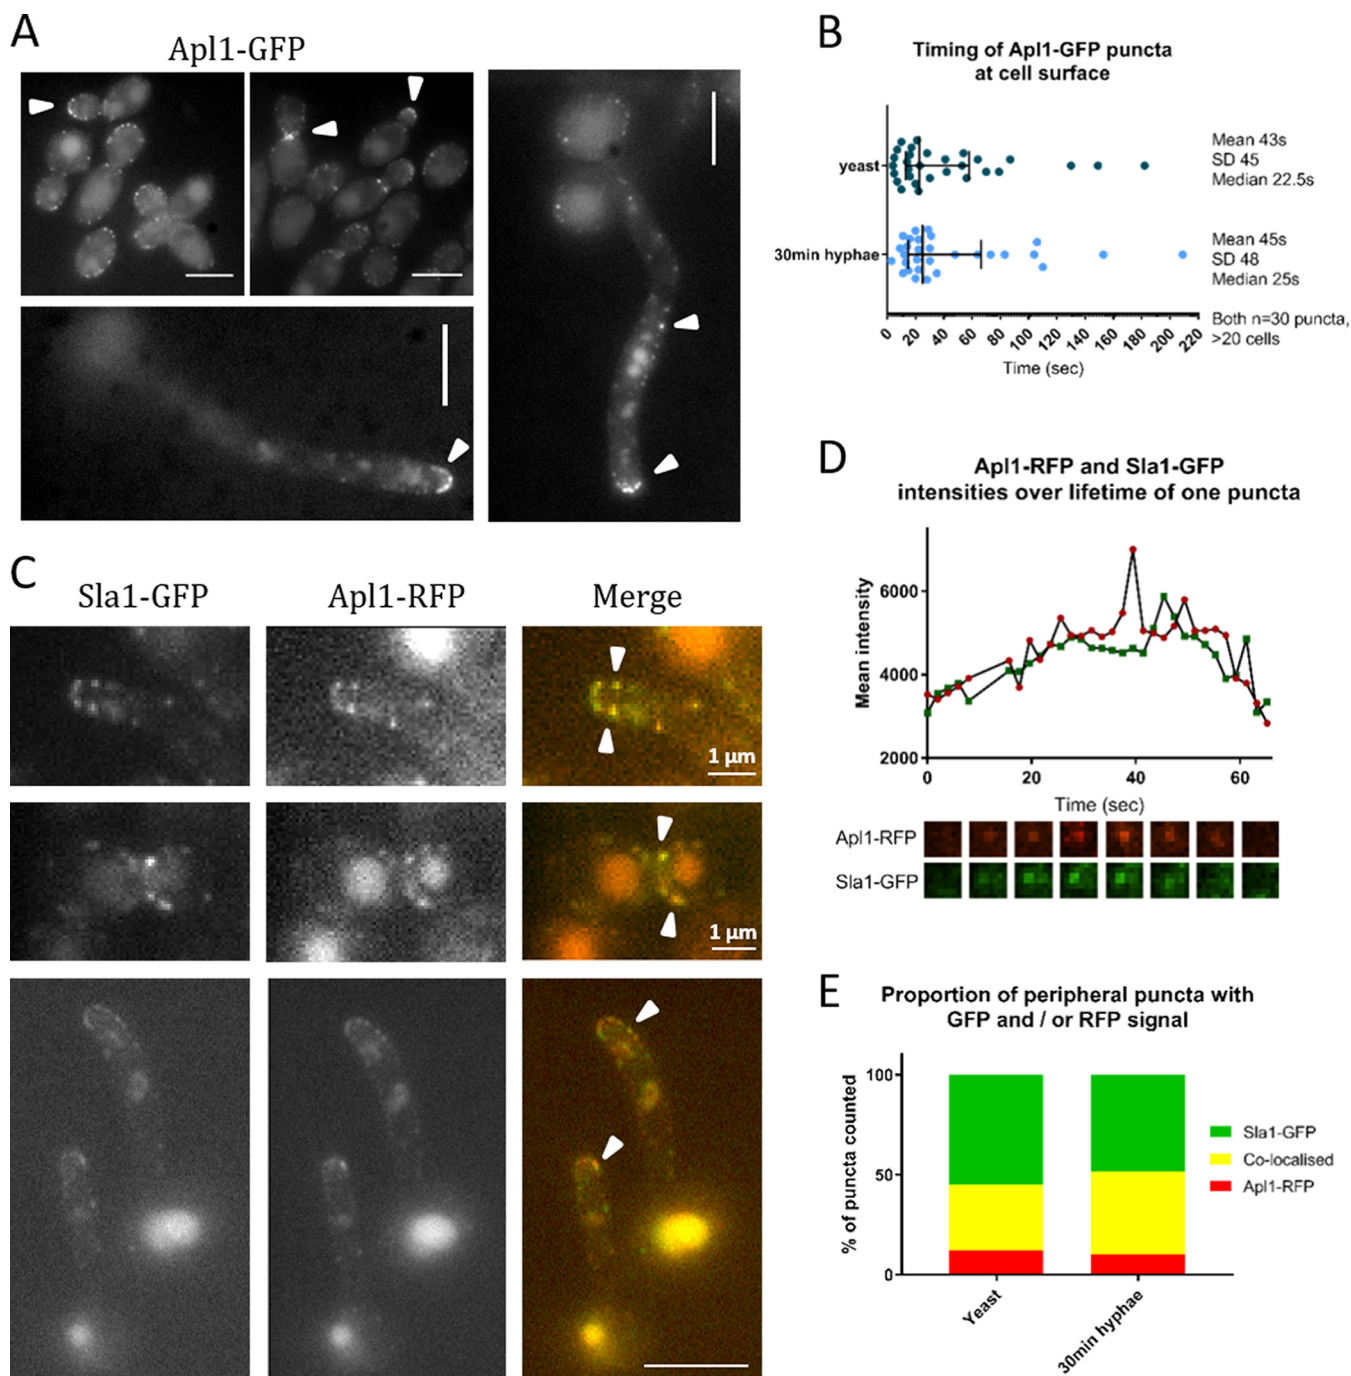 A
Apl1-GFP
B
Timing of Apl1-GFP puncta
at cell surface
yeast
Mean 43s
SD 45
Median 22.5s
30min hyphae
Mean 45s
SD 48
Median 25s
Both n=30 puncta,
>20 cells
0 20 40 60 80 100 120 140 160 180 200 220
Time (sec)
C
Sla1-GFP Apl1-RFP Merge
1 µm
1 µm
D
Apl1-RFP and Sla1-GFP
intensities over lifetime of one puncta
Mean intensity
6000
4000
2000
0 20 40 60
Time (sec)
Apl1-RFP
Sla1-GFP
E
Proportion of peripheral puncta with
GFP and / or RFP signal
% of puncta counted
100
50
0
Yeast
30min hyphae
Sla1-GFP
Co-localised
Apl1-RFP